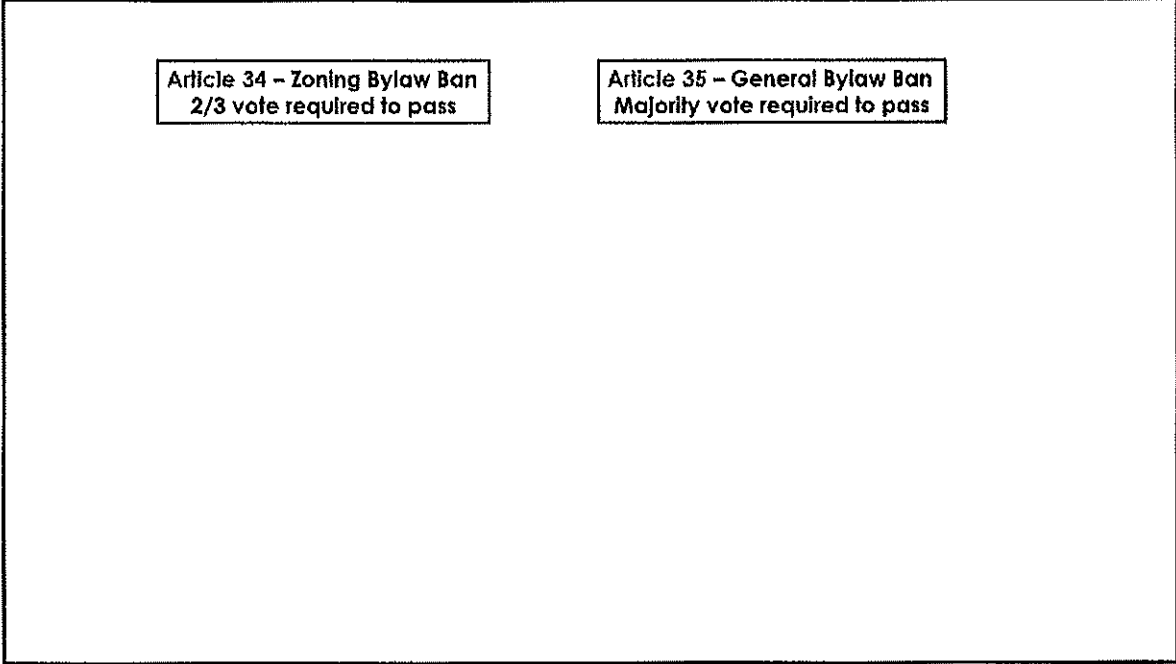 Article 34 – Zoning Bylaw Ban
2/3 vote required to pass
Article 35 – General Bylaw Ban
Majority vote required to pass